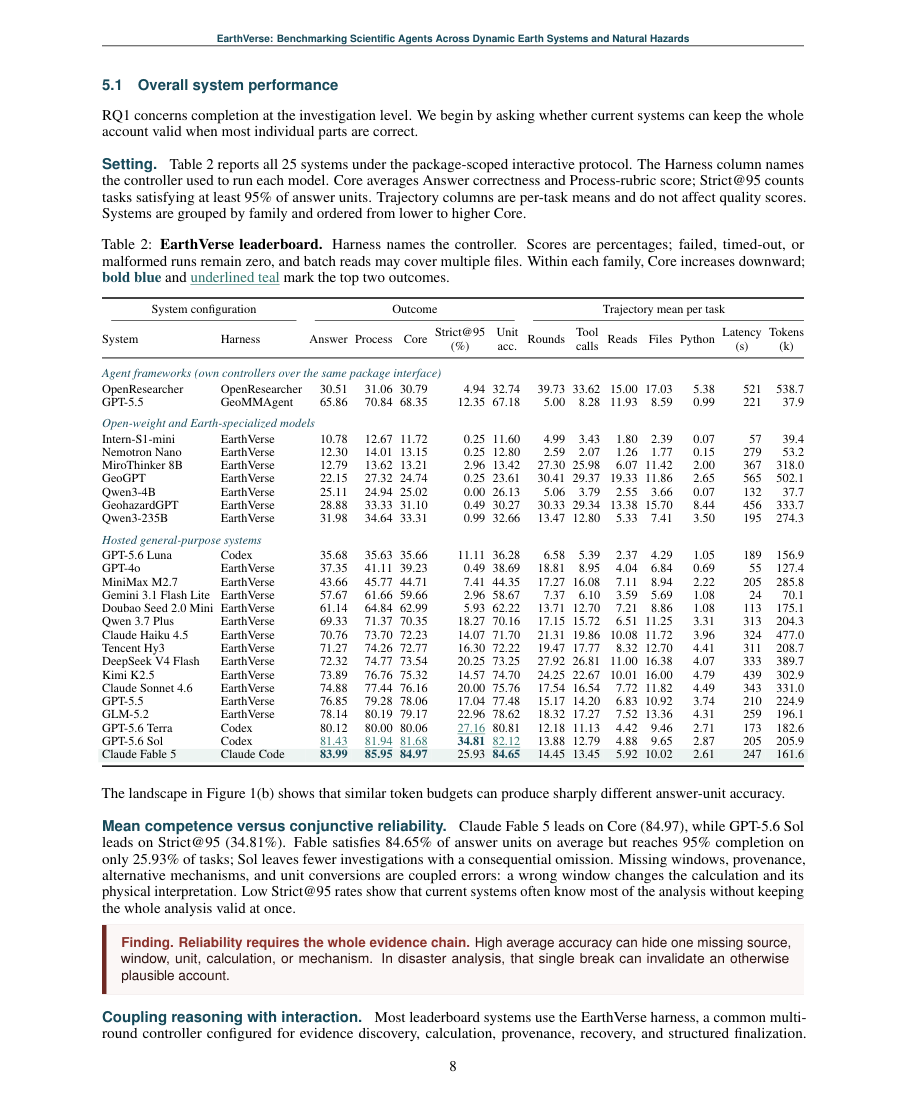 EarthVerse: Benchmarking Scientific Agents Across Dynamic Earth Systems and Natural Hazards
5.1 Overall system performance
RQ1 concerns completion at the investigation level. We begin by asking whether current systems can keep the whole
account valid when most individual parts are correct.
Setting. Table 2 reports all 25 systems under the package-scoped interactive protocol. The Harness column names
the controller used to run each model. Core averages Answer correctness and Process-rubric score; Strict@95 counts
tasks satisfying at least 95% of answer units. Trajectory columns are per-task means and do not affect quality scores.
Systems are grouped by family and ordered from lower to higher Core.
Table 2: EarthVerse leaderboard. Harness names the controller. Scores are percentages; failed, timed-out, or
malformed runs remain zero, and batch reads may cover multiple files. Within each family, Core increases downward;
bold blue and underlined teal mark the top two outcomes.
System configuration Outcome Trajectory mean per task
System Harness Answer Process Core Strict@95 (%) Unit acc. Rounds Tool calls Reads Files Python Latency (s) Tokens (k)
Agent frameworks (own controllers over the same package interface)
OpenResearcher OpenResearcher 30.51 31.06 30.79 4.94 32.74 39.73 33.62 15.00 17.03 5.38 521 538.7
GPT-5.5 GeoMMAgent 65.86 70.84 68.35 12.35 67.18 5.00 8.28 11.93 8.59 0.99 221 37.9
Open-weight and Earth-specialized models
Intern-S1-mini EarthVerse 10.78 12.67 11.72 0.25 11.60 4.99 3.43 1.80 2.39 0.07 57 39.4
Nemotron Nano EarthVerse 12.30 14.01 13.15 0.25 12.80 2.59 2.07 1.26 1.77 0.15 279 53.2
MiroThinker 8B EarthVerse 12.79 13.62 13.21 2.96 13.42 27.30 25.98 6.07 11.42 2.00 367 318.0
GeoGPT EarthVerse 22.15 27.32 24.74 0.25 23.61 30.41 29.37 19.33 11.86 2.65 565 502.1
Qwen3-4B EarthVerse 25.11 24.94 25.02 0.00 26.13 5.06 3.79 2.55 3.66 0.07 132 37.7
GeohazardGPT EarthVerse 28.88 33.33 31.10 0.49 30.27 30.33 29.34 13.38 15.70 8.44 456 333.7
Qwen3-235B EarthVerse 31.98 34.64 33.31 0.99 32.66 13.47 12.80 5.33 7.41 3.50 195 274.3
Hosted general-purpose systems
GPT-5.6 Luna Codex 35.68 35.63 35.66 11.11 36.28 6.58 5.39 2.37 4.29 1.05 189 156.9
GPT-4o EarthVerse 37.35 41.11 39.23 0.49 38.69 18.81 8.95 4.04 6.84 0.69 55 127.4
MiniMax M2.7 EarthVerse 43.66 45.77 44.71 7.41 44.35 17.27 16.08 7.11 8.94 2.22 205 285.8
Gemini 3.1 Flash Lite EarthVerse 57.67 61.66 59.66 2.96 58.67 7.37 6.10 3.59 5.69 1.08 24 70.1
Doubao Seed 2.0 Mini EarthVerse 61.14 64.84 62.99 5.93 62.22 13.71 12.70 7.21 8.86 1.08 113 175.1
Qwen 3.7 Plus EarthVerse 69.33 71.37 70.35 18.27 70.16 17.15 15.72 6.51 11.25 3.31 313 204.3
Claude Haiku 4.5 EarthVerse 70.76 73.70 72.23 14.07 71.70 21.31 19.86 10.08 11.72 3.96 324 477.0
Tencent Hy3 EarthVerse 71.27 74.26 72.77 16.30 72.22 19.47 17.77 8.32 12.70 4.41 311 208.7
DeepSeek V4 Flash EarthVerse 72.32 74.77 73.54 20.25 73.25 27.92 26.81 11.00 16.38 4.07 333 389.7
Kimi K2.5 EarthVerse 73.89 76.76 75.32 14.57 74.70 24.25 22.67 10.01 16.00 4.79 439 302.9
Claude Sonnet 4.6 EarthVerse 74.88 77.44 76.16 20.00 75.76 17.54 16.54 7.72 11.82 4.49 343 331.0
GPT-5.5 EarthVerse 76.85 79.28 78.06 17.04 77.48 15.17 14.20 6.83 10.92 3.74 210 224.9
GLM-5.2 EarthVerse 78.14 80.19 79.17 22.96 78.62 18.32 17.27 7.52 13.36 4.31 259 196.1
GPT-5.6 Terra Codex 80.12 80.00 80.06 27.16 80.81 12.18 11.13 4.42 9.46 2.71 173 182.6
GPT-5.6 Sol Codex 81.43 81.94 81.68 34.81 82.12 13.88 12.79 4.88 9.65 2.87 205 205.9
Claude Fable 5 Claude Code 83.99 85.95 84.97 25.93 84.65 14.45 13.45 5.92 10.02 2.61 247 161.6
The landscape in Figure 1(b) shows that similar token budgets can produce sharply different answer-unit accuracy.
Mean competence versus conjunctive reliability. Claude Fable 5 leads on Core (84.97), while GPT-5.6 Sol
leads on Strict@95 (34.81%). Fable satisfies 84.65% of answer units on average but reaches 95% completion on
only 25.93% of tasks; Sol leaves fewer investigations with a consequential omission. Missing windows, provenance,
alternative mechanisms, and unit conversions are coupled errors: a wrong window changes the calculation and its
physical interpretation. Low Strict@95 rates show that current systems often know most of the analysis without keeping
the whole analysis valid at once.
Finding. Reliability requires the whole evidence chain. High average accuracy can hide one missing source,
window, unit, calculation, or mechanism. In disaster analysis, that single break can invalidate an otherwise
plausible account.
Coupling reasoning with interaction. Most leaderboard systems use the EarthVerse harness, a common multi-
round controller configured for evidence discovery, calculation, provenance, recovery, and structured finalization.
8